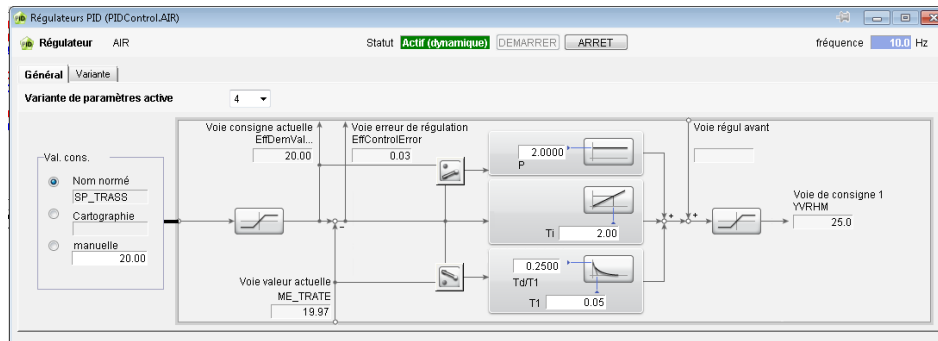 Régulateurs PID (PIDControl.AIR)
Régulateur AIR Statut Actif (dynamique) DEMARRER ARRET fréquence 10.0 Hz
Général Variante
Variante de paramètres active 4
Voie consigne actuelle
EffDemVal...
20.00
Voie erreur de régulation
EffControlError
0.03
Voie régul avant
Val. cons.
Nom normé
SP_TRASS
Cartographie
manuelle
20.00
2.0000
P
Ti 2.00
0.2500
Td/T1
T1 0.05
Voie valeur actuelle
ME_TRATE
19.97
Voie de consigne 1
YVRHM
25.0